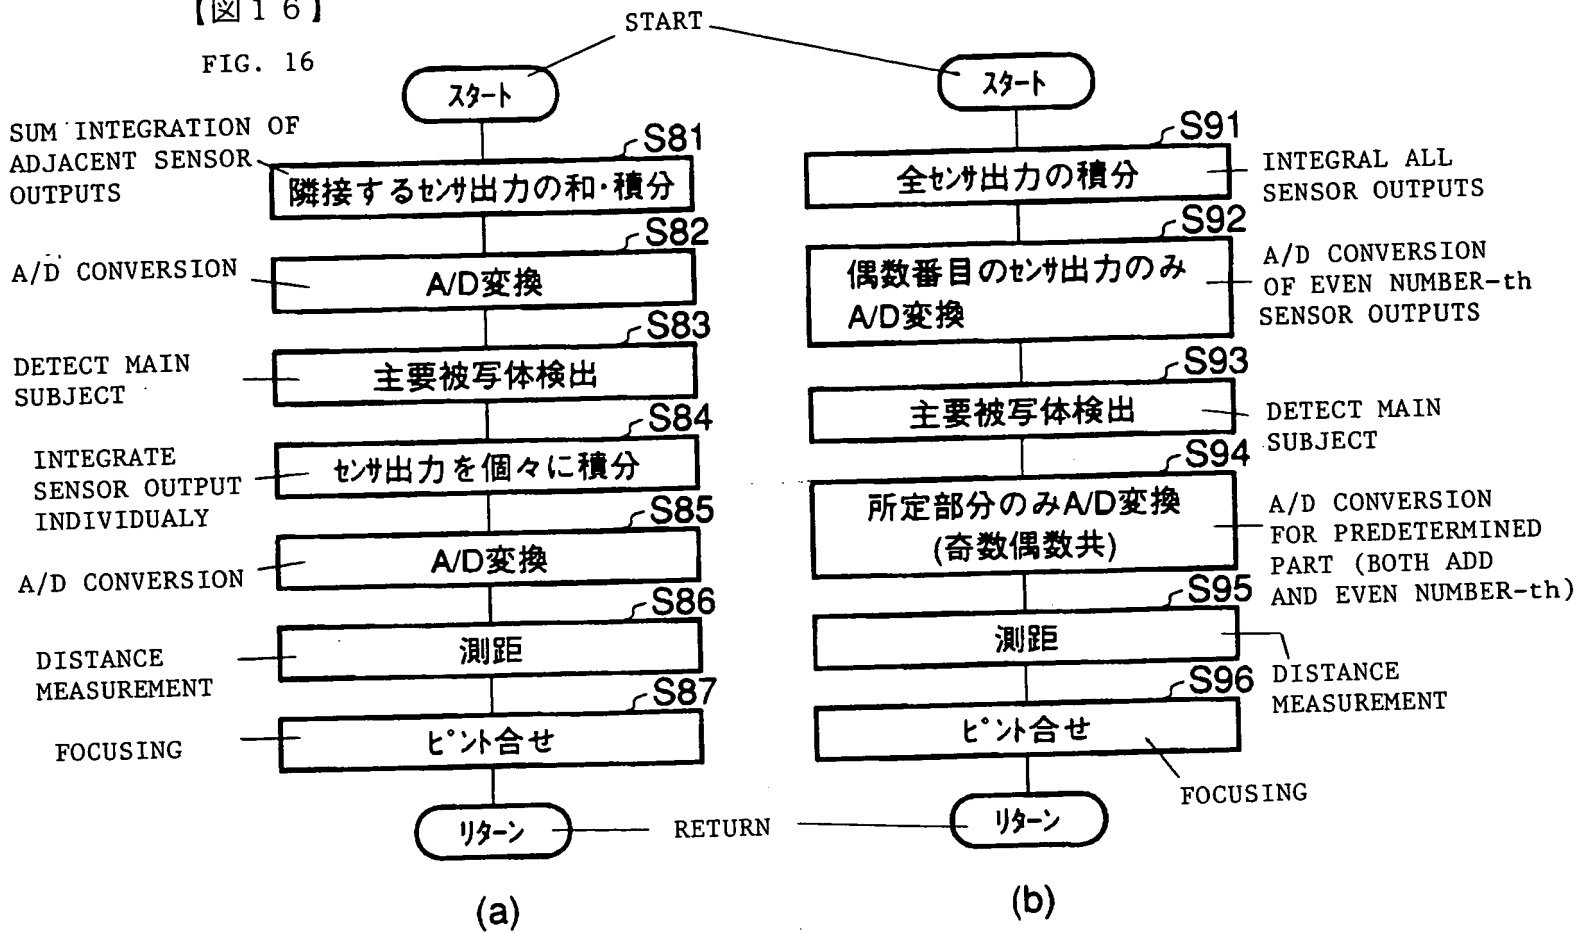 【図１６】
FIG. 16
START
スタート
SUM INTEGRATION OF
ADJACENT SENSOR
OUTPUTS
S81
隣接するセンサ出力の和・積分
S82
A/D CONVERSION
A/D変換
S83
DETECT MAIN
SUBJECT
主要被写体検出
S84
INTEGRATE
SENSOR OUTPUT
INDIVIDUALY
センサ出力を個々に積分
S85
A/D CONVERSION
A/D変換
S86
DISTANCE
MEASUREMENT
測距
S87
FOCUSING
ピント合せ
リターン
RETURN
(a)
スタート
S91
全センサ出力の積分
INTEGRAL ALL
SENSOR OUTPUTS
S92
偶数番目のセンサ出力のみ
A/D変換
A/D CONVERSION
OF EVEN NUMBER-th
SENSOR OUTPUTS
S93
主要被写体検出
DETECT MAIN
SUBJECT
S94
所定部分のみA/D変換
(奇数偶数共)
A/D CONVERSION
FOR PREDETERMINED
PART (BOTH ADD
AND EVEN NUMBER-th)
S95
測距
DISTANCE
MEASUREMENT
S96
ピント合せ
FOCUSING
リターン
(b)